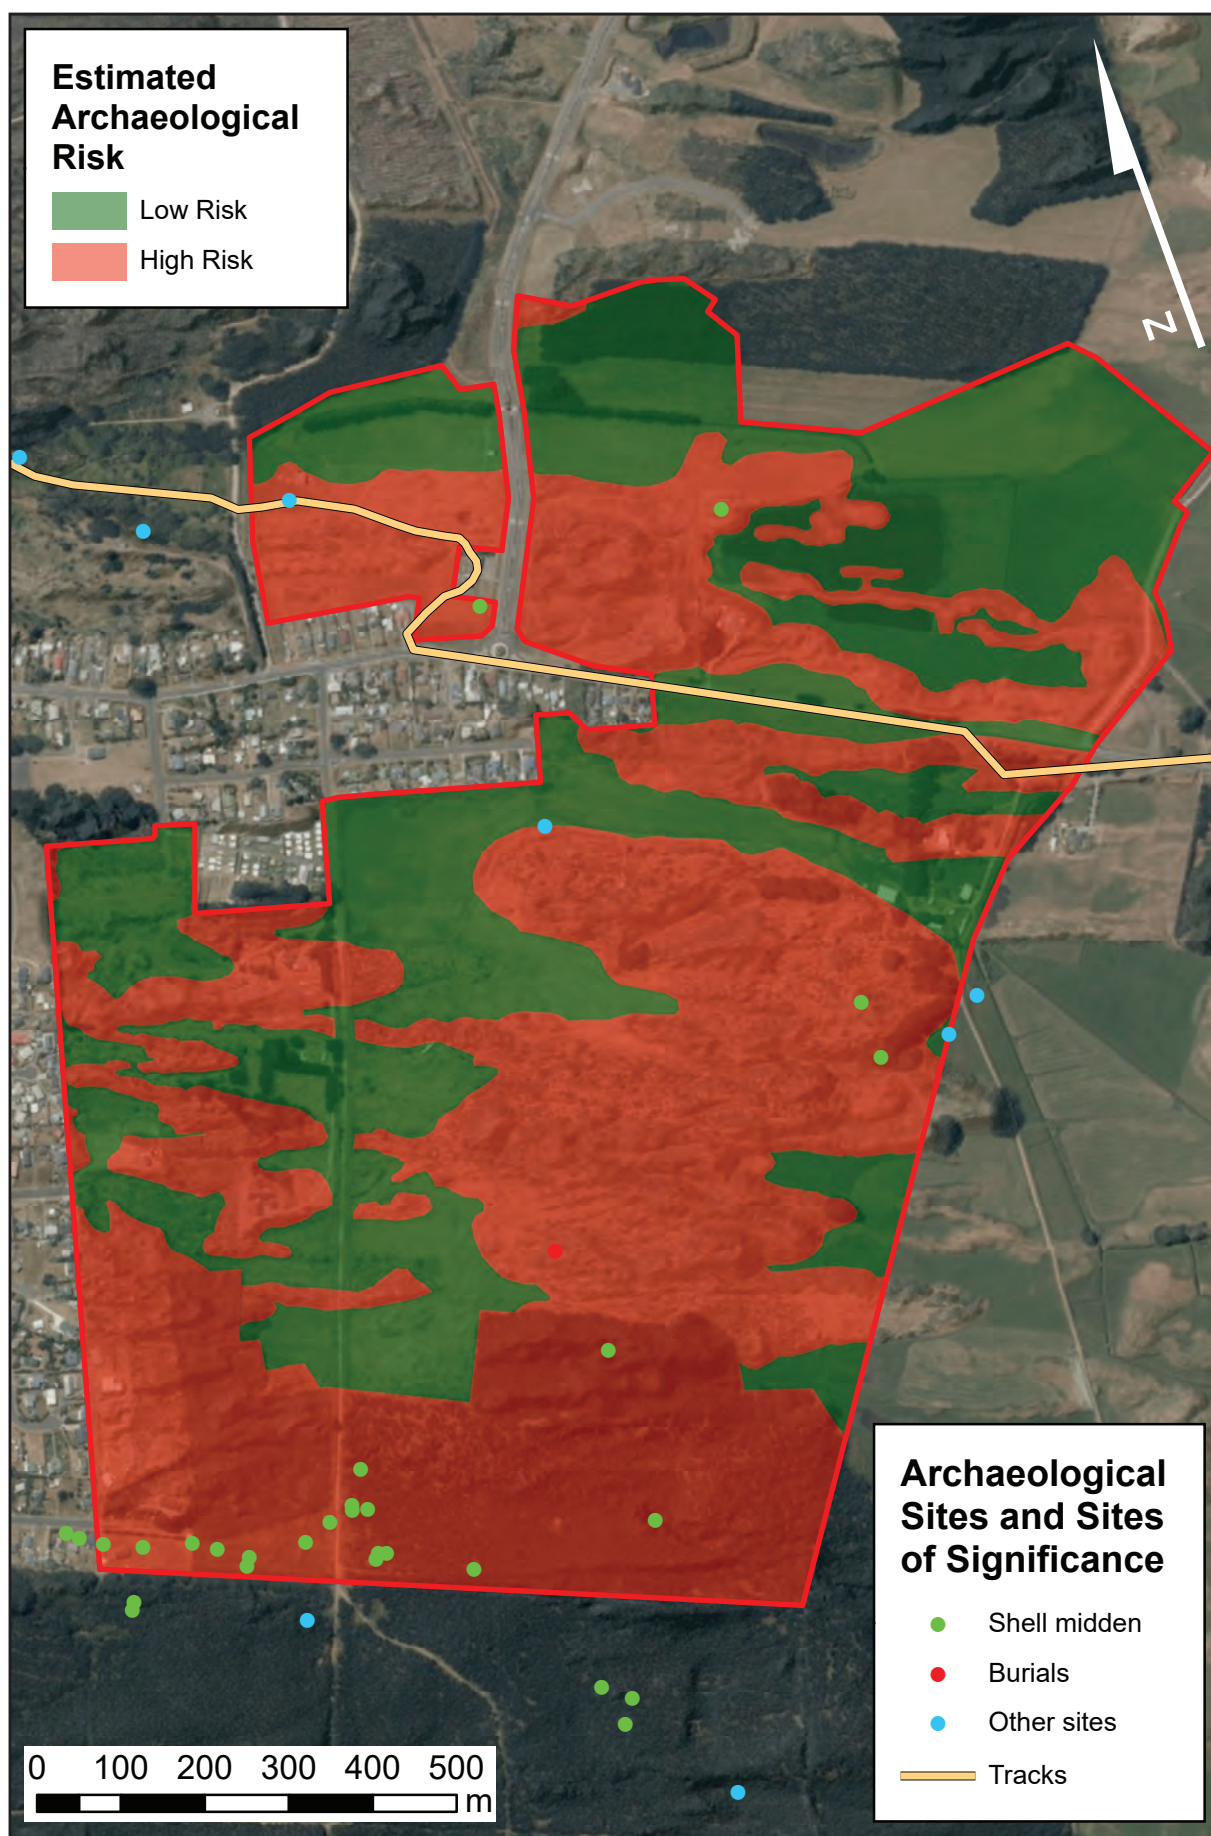 Estimated
Archaeological
Risk
Low Risk
High Risk
N
Archaeological
Sites and Sites
of Significance
Shell midden
Burials
Other sites
Tracks
0 100 200 300 400 500
m